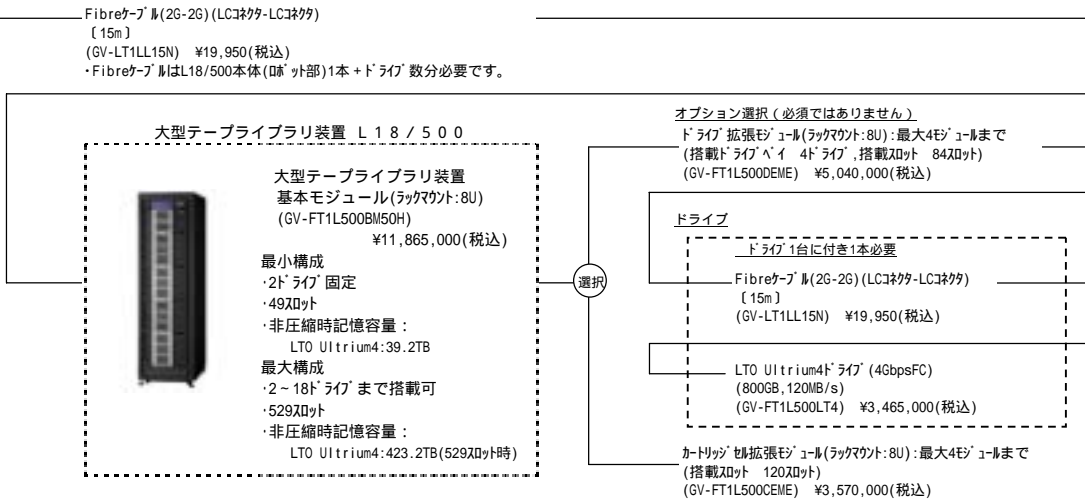 Fibreｹｰﾌﾞﾙ(2G-2G)(LCｺﾈｸﾀ-LCｺﾈｸﾀ)
〔15m〕
(GV-LT1LL15N) ¥19,950(税込)
･FibreｹｰﾌﾞﾙはL18/500本体(ﾛﾎﾞｯﾄ部)1本+ﾄﾞﾗｲﾌﾞ数分必要です。
大型テープライブラリ装置 L18/500
大型テープライブラリ装置
基本モジュール(ﾗｯｸﾏｳﾝﾄ:8U)
(GV-FT1L500BM50H)
¥11,865,000(税込)
最小構成
･2ﾄﾞﾗｲﾌﾞ固定
･49ｽﾛｯﾄ
･非圧縮時記憶容量：
LTO Ultrium4:39.2TB
最大構成
･2~18ﾄﾞﾗｲﾌﾞまで搭載可
･529ｽﾛｯﾄ
･非圧縮時記憶容量：
LTO Ultrium4:423.2TB(529ｽﾛｯﾄ時)
選択
オプション選択(必須ではありません)
ﾄﾞﾗｲﾌﾞ拡張ﾓｼﾞｭｰﾙ(ﾗｯｸﾏｳﾝﾄ:8U):最大4ﾓｼﾞｭｰﾙまで
(搭載ﾄﾞﾗｲﾌﾞﾍﾞｲ 4ﾄﾞﾗｲﾌﾞ,搭載ｽﾛｯﾄ 84ｽﾛｯﾄ)
(GV-FT1L500DEME) ¥5,040,000(税込)
ドライブ
ﾄﾞﾗｲﾌﾞ1台に付き1本必要
Fibreｹｰﾌﾞﾙ(2G-2G)(LCｺﾈｸﾀ-LCｺﾈｸﾀ)
〔15m〕
(GV-LT1LL15N) ¥19,950(税込)
LTO Ultrium4ﾄﾞﾗｲﾌﾞ(4GbpsFC)
(800GB,120MB/s)
(GV-FT1L500LT4) ¥3,465,000(税込)
ｶｰﾄﾘｯｼﾞｾﾙ拡張ﾓｼﾞｭｰﾙ(ﾗｯｸﾏｳﾝﾄ:8U):最大4ﾓｼﾞｭｰﾙまで
(搭載ｽﾛｯﾄ 120ｽﾛｯﾄ)
(GV-FT1L500CEME) ¥3,570,000(税込)